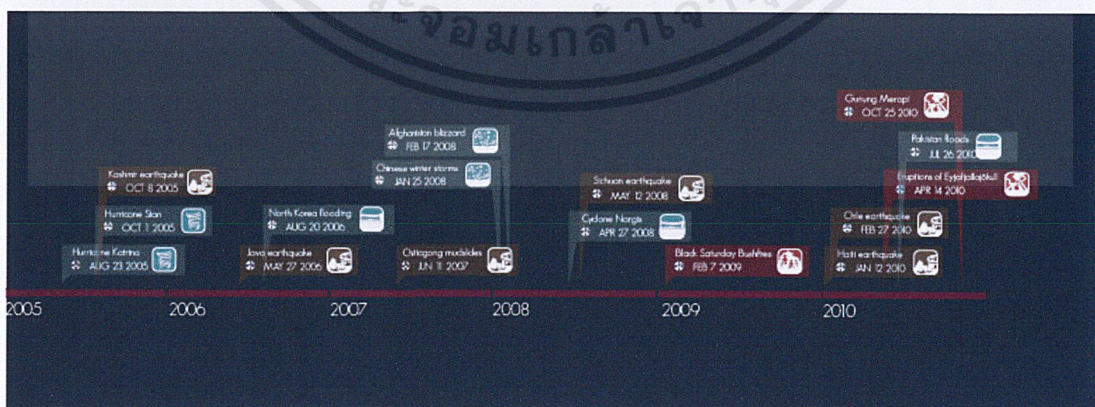 ระจอมเกล้าเจ้า
Gunung Merapi
OCT 25 2010
Afghanistan blizzard
FEB 17 2008
Pakistan floods
JUL 26 2010
Chinese winter storms
JAN 25 2008
Kashmir earthquake
OCT 8 2005
Sichuan earthquake
MAY 12 2008
Eruptions of Eyjafjallajökull
APR 14 2010
Hurricane Stan
OCT 1 2005
North Korea flooding
AUG 20 2006
Cyclone Nargis
APR 27 2008
Chile earthquake
FEB 27 2010
Hurricane Katrina
AUG 23 2005
Java earthquake
MAY 27 2006
Chittagong mudslides
JUN 11 2007
Black Saturday Bushfires
FEB 7 2009
Haiti earthquake
JAN 12 2010
2005 2006 2007 2008 2009 2010